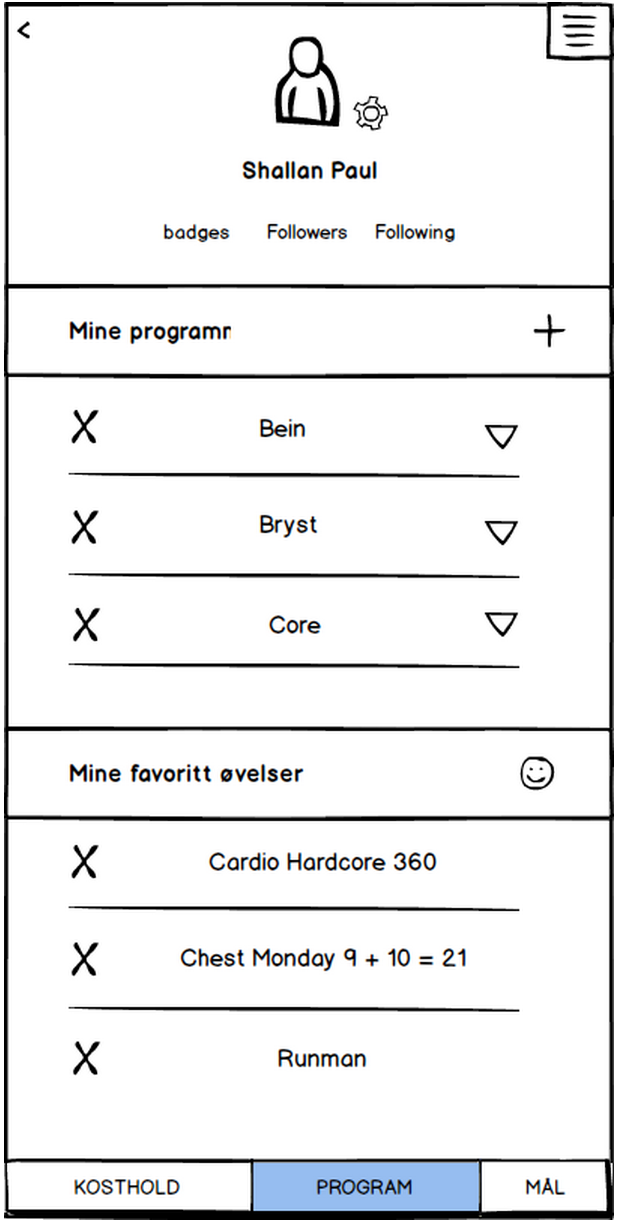 Shallan Paul
badges Followers Following
Mine programn
Bein
Bryst
Core
Mine favoritt øvelser
Cardio Hardcore 360
Chest Monday 9 + 10 = 21
Runman
KOSTHOLD PROGRAM MÅL